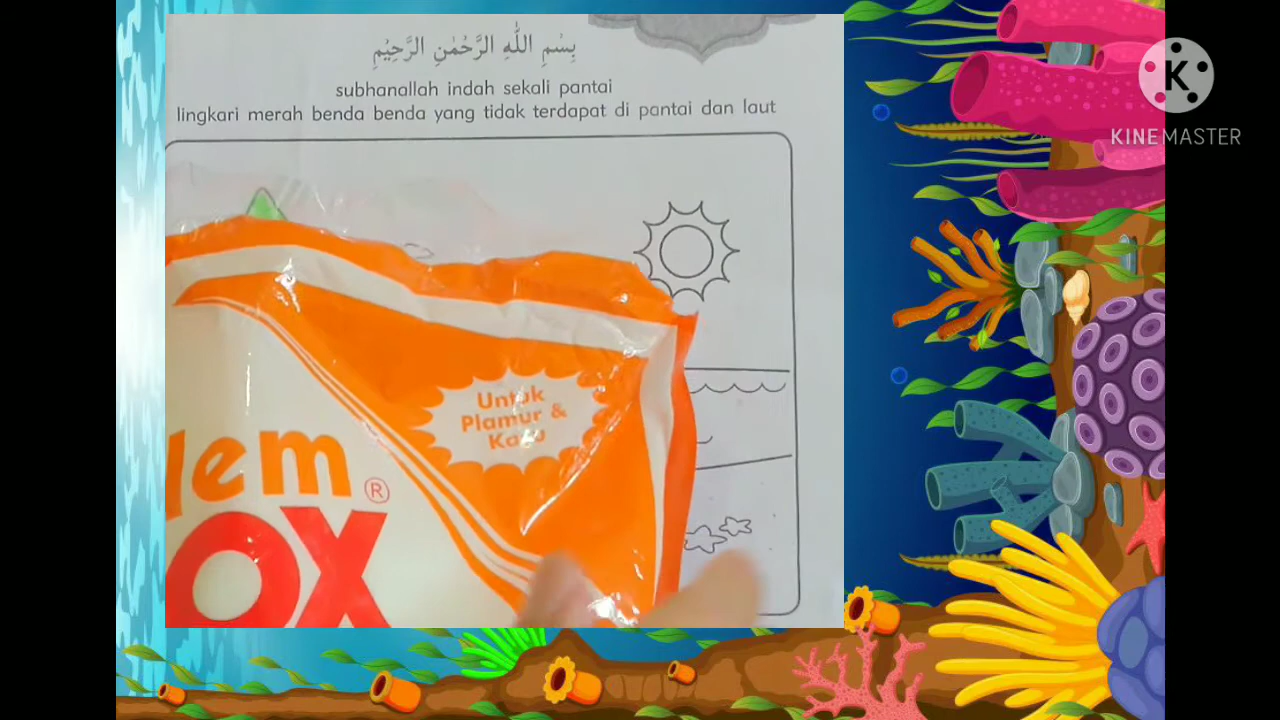 بِسْمِ اللّٰهِ الرَّحْمٰنِ الرَّحِيْمِ
subhanallah indah sekali pantai
lingkari merah benda benda yang tidak terdapat di pantai dan laut
K
KINEMASTER
Untuk
Plamur &
Kayu
lem
®
OX